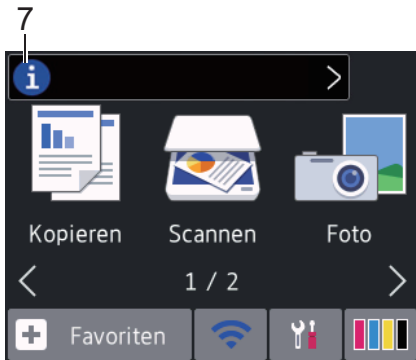 7
i
Kopieren Scannen Foto
1 / 2
Favoriten